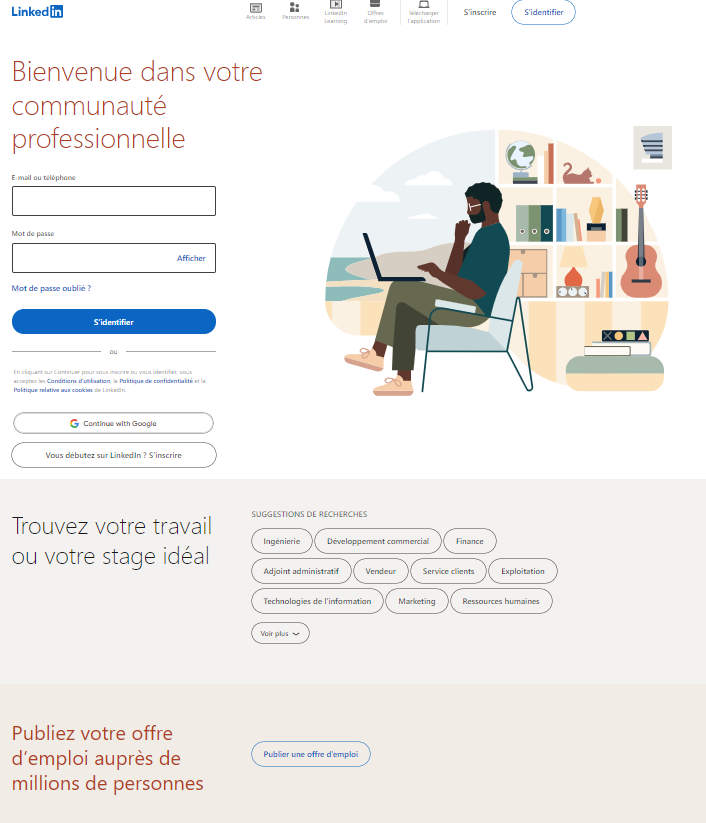 LinkedIn
Articles
Personnes
LinkedIn
Learning
Offres
d'emploi
Télécharger
l'application
S'inscrire
S'identifier
Bienvenue dans votre
communauté
professionnelle
E-mail ou téléphone
Mot de passe
Afficher
Mot de passe oublié ?
S'identifier
ou
En cliquant sur Continuer pour vous inscrire ou vous identifier, vous
acceptez les Conditions d'utilisation, la Politique de confidentialité et la
Politique relative aux cookies de LinkedIn.
Continue with Google
Vous débutez sur LinkedIn ? S'inscrire
Trouvez votre travail
ou votre stage idéal
SUGGESTIONS DE RECHERCHES
Ingénierie
Développement commercial
Finance
Adjoint administratif
Vendeur
Service clients
Exploitation
Technologies de l'information
Marketing
Ressources humaines
Voir plus
Publiez votre offre
d'emploi auprès de
millions de personnes
Publier une offre d'emploi